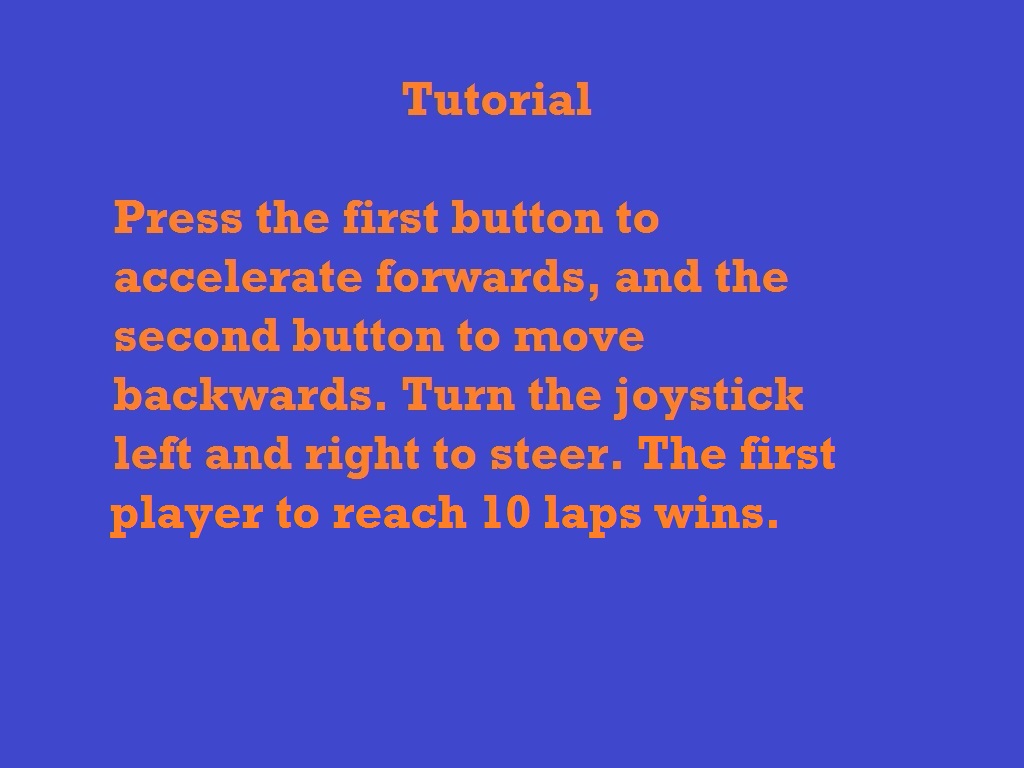 Tutorial
Press the first button to
accelerate forwards, and the
second button to move
backwards. Turn the joystick
left and right to steer. The first
player to reach 10 laps wins.